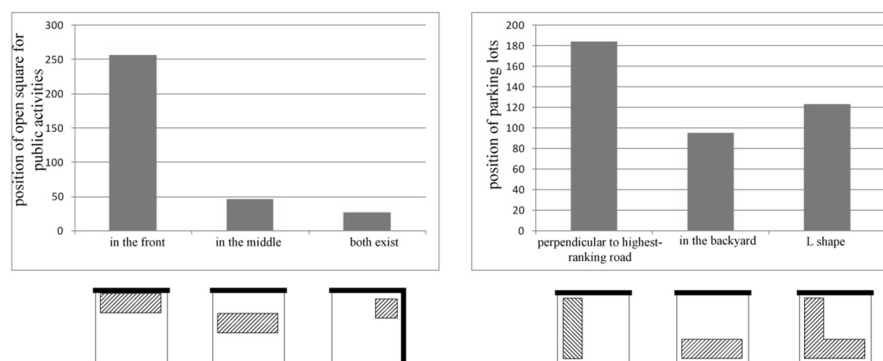 position of open square for
public activities
300
250
200
150
100
50
0
in the front
in the middle
both exist
position of parking lots
200
180
160
140
120
100
80
60
40
20
0
perpendicular to highest-
ranking road
in the backyard
L shape